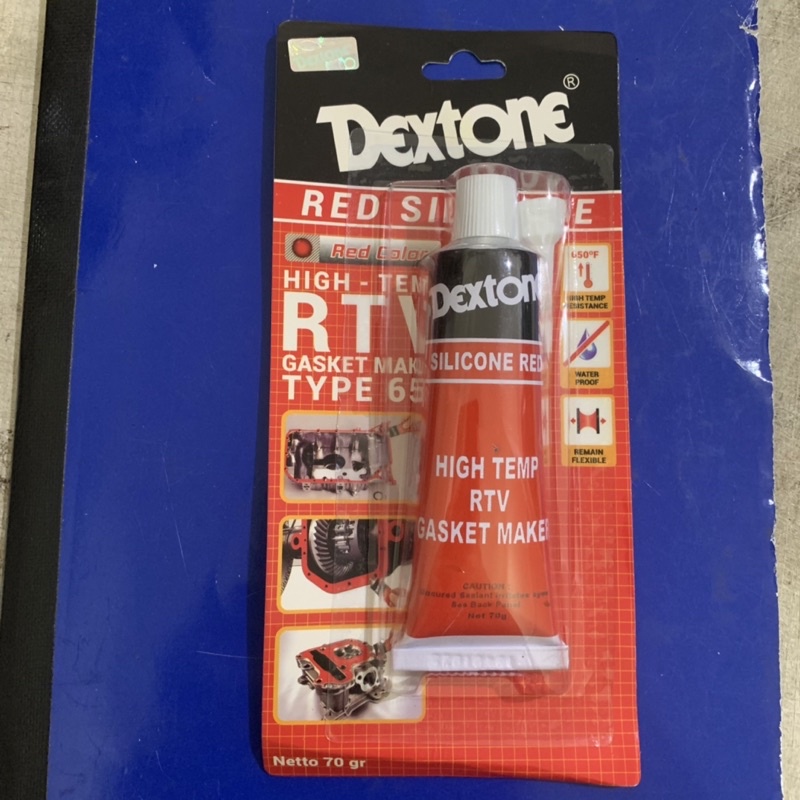 Dextone®
RED SIL E
Red Color
650°F
HIGH TEMP
RESISTANCE
HIGH - TEM
RTV
GASKET MAK
TYPE 65
WATER
PROOF
REMAIN
FLEXIBLE
Dextone
SILICONE RED
HIGH TEMP
RTV
GASKET MAKER
CAUTION :
See Back Panel
Net 70g
Netto 70 gr